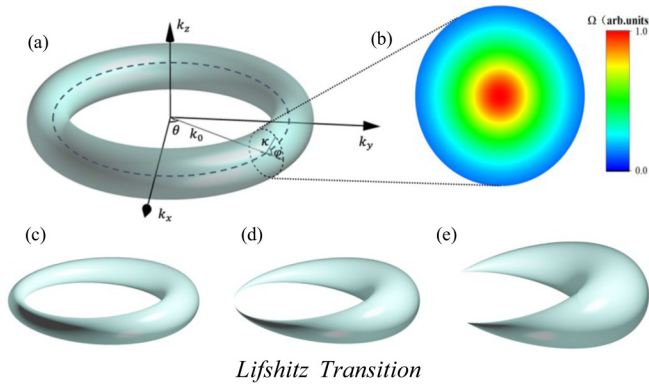 (a)
k_z
θ
k_0
κ
φ
k_y
k_x
(b)
Ω (arb.units
1.0
0.0
(c)
(d)
(e)
Lifshitz Transition